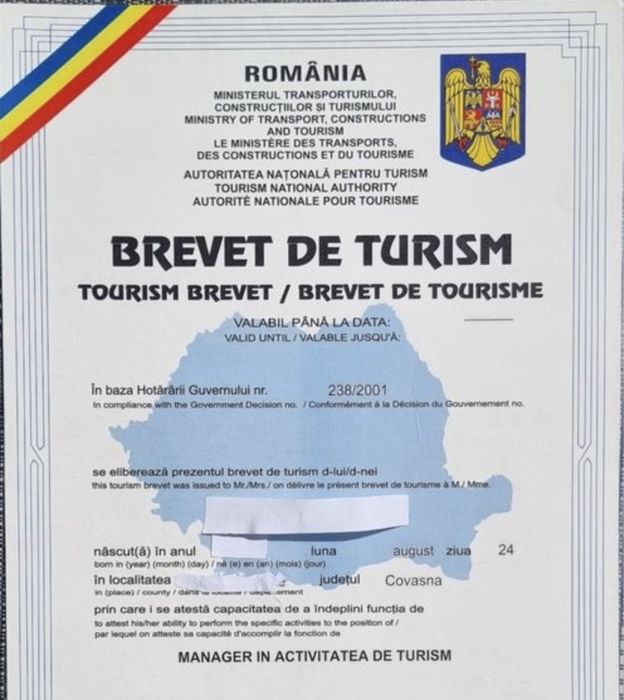 ROMÂNIA
MINISTERUL TRANSPORTURILOR,
CONSTRUCȚIILOR ȘI TURISMULUI
MINISTRY OF TRANSPORT, CONSTRUCTIONS
AND TOURISM
LE MINISTÈRE DES TRANSPORTS,
DES CONSTRUCTIONS ET DU TOURISME
AUTORITATEA NAȚONALĂ PENTRU TURISM
TOURISM NATIONAL AUTHORITY
AUTORITÉ NATIONALE POUR TOURISME
BREVET DE TURISM
TOURISM BREVET / BREVET DE TOURISME
VALABIL PÂNĂ LA DATA:
VALID UNTIL / VALABLE JUSQU'À:
În baza Hotărârii Guvernului nr. 238/2001
In compliance with the Government Decision no. / Conformément à la Décision du Gouvernement no.
se eliberează prezentul brevet de turism d-lui/d-nei
this tourism brevet was issued to Mr./Mrs./ on délivre le présent brevet de tourisme à M./ Mme.
născut(ă) în anul luna august ziua 24
born in (year) (month) (day) / né (e) en (an) (mois) (jour)
în localitatea județul Covasna
in (place) / county / dans
prin care i se atestă capacitatea de a îndeplini funcția de
to attest his/her ability to perform the specific activities to the position of /
par lequel on atteste sa capacité d'accomplir la fonction de
MANAGER IN ACTIVITATEA DE TURISM